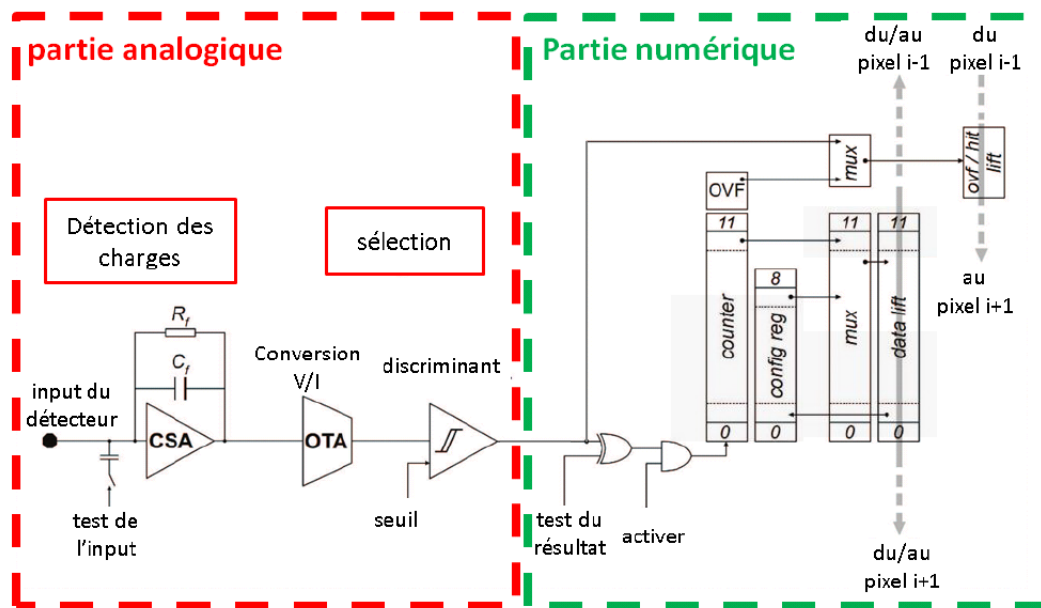 partie analogique
Partie numérique
du/au
pixel i-1
du
pixel i-1
Détection des
charges
sélection
mux
ovf / hit
lift
OVF
11
11
11
8
au
pixel i+1
counter
config reg
mux
data lift
0
0
0
0
Rf
Cf
Conversion
V/I
discriminant
input du
détecteur
CSA
OTA
test de
l'input
seuil
test du
résultat
activer
du/au
pixel i+1